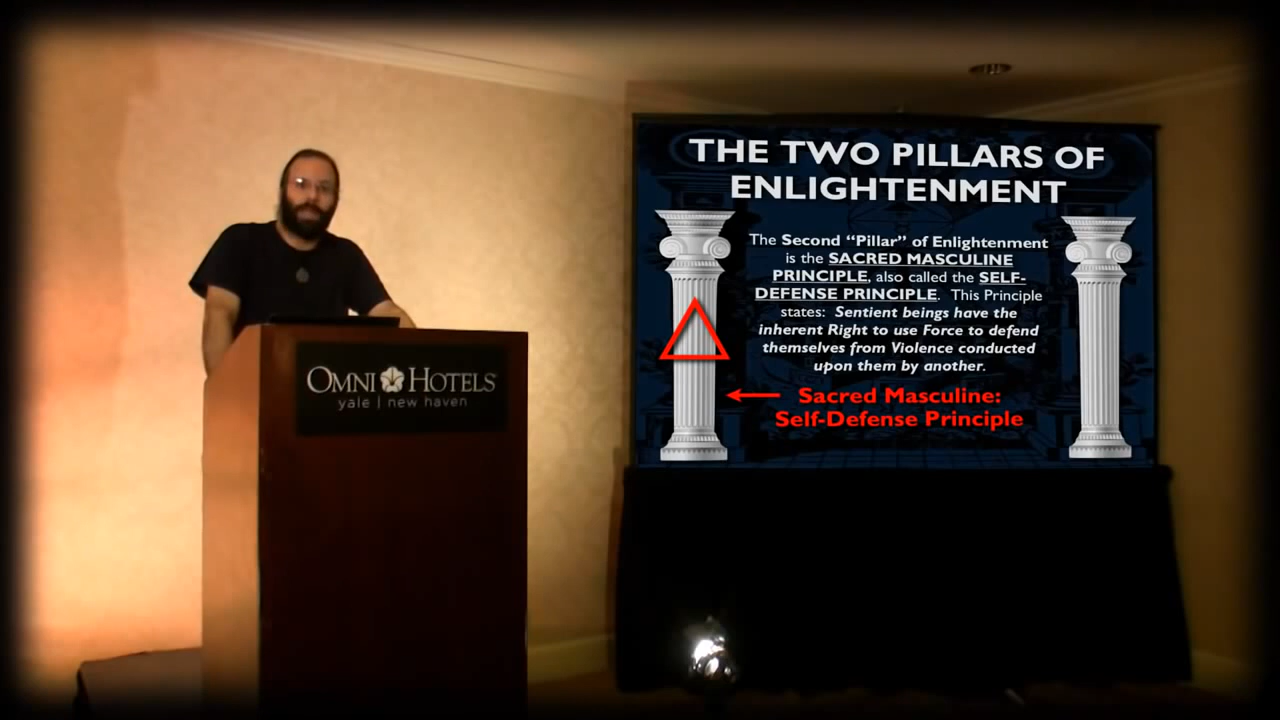 THE TWO PILLARS OF
ENLIGHTENMENT
The Second “Pillar” of Enlightenment
is the SACRED MASCULINE
PRINCIPLE, also called the SELF-
DEFENSE PRINCIPLE. This Principle
states: Sentient beings have the
inherent Right to use Force to defend
themselves from Violence conducted
upon them by another.
Sacred Masculine:
Self-Defense Principle
OMNI HOTELS
yale | new haven